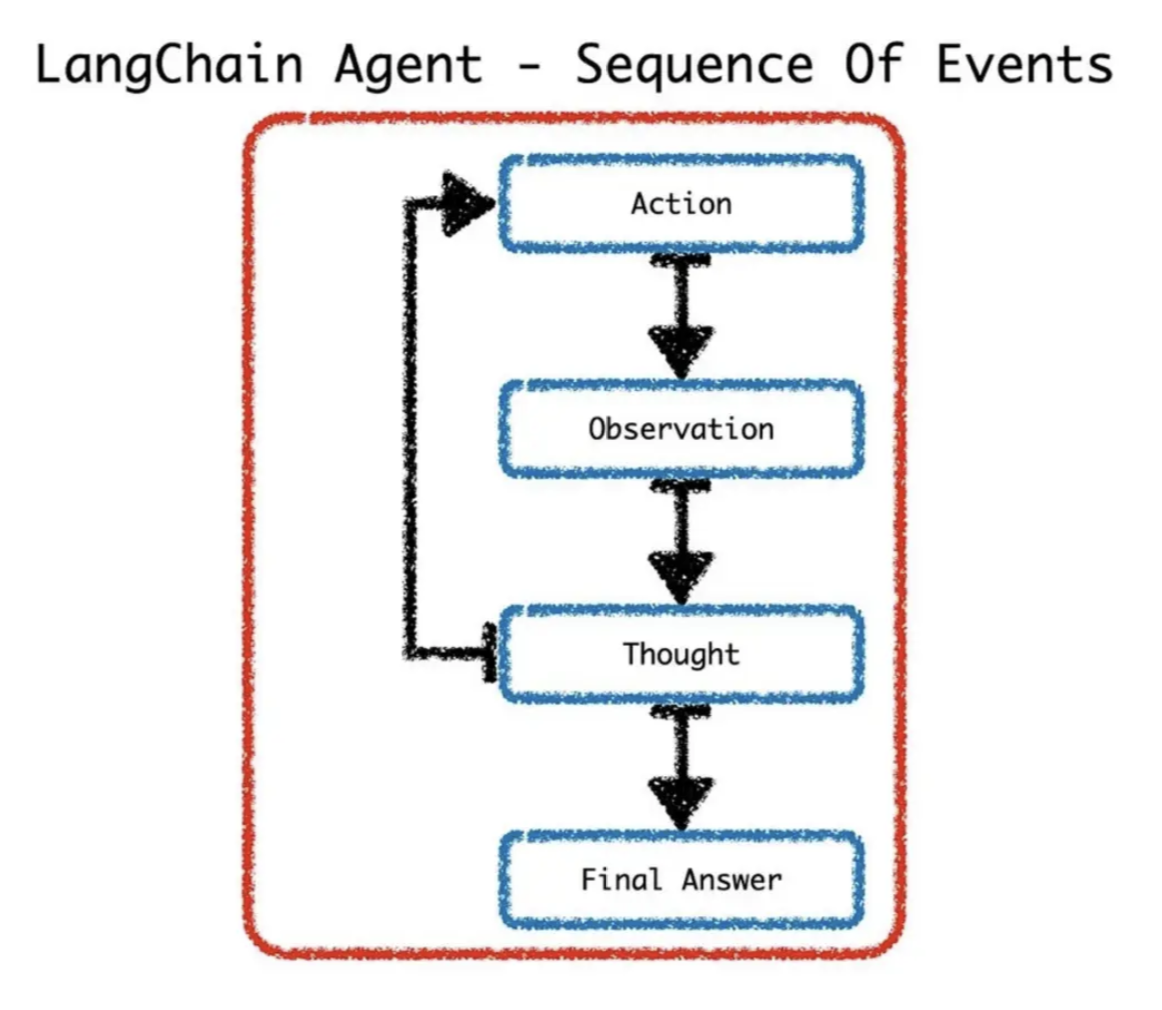 LangChain Agent - Sequence Of Events
Action
Observation
Thought
Final Answer